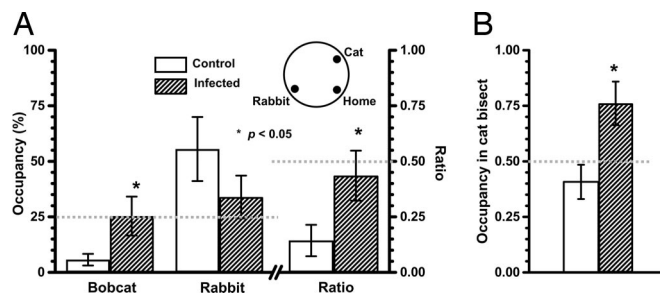 A
B
100
75
50
25
0
Occupancy (%)
Control
Infected
Cat
Rabbit
Home
* p < 0.05
*
*
1.00
0.75
0.50
0.25
0.00
Ratio
Bobcat
Rabbit
Ratio
1.00
0.75
0.50
0.25
0.00
Occupancy in cat bisect
*